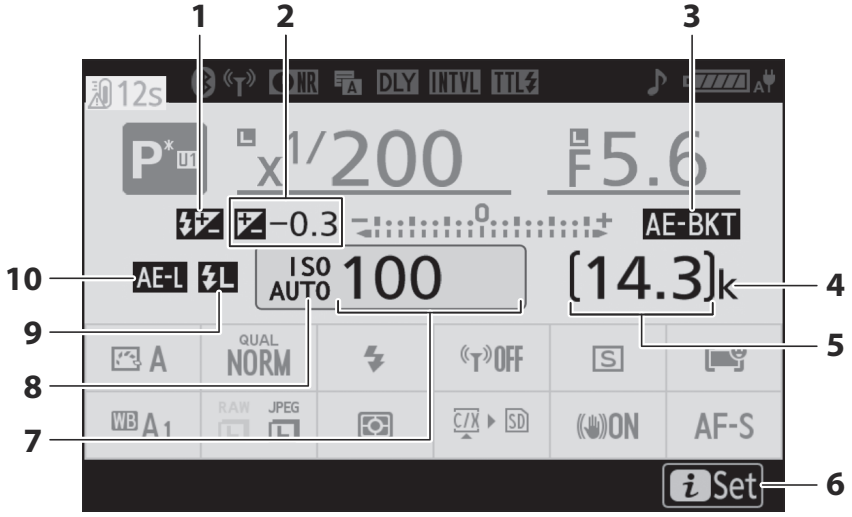 1 2 3
12s NR A DLY INTVL TTL A
P* U1 L x1/200 L F5.6
−0.3 − 0 + AE-BKT
10 AE-L L ISO AUTO 100 [14.3]k 4
9 8 7 5
A QUAL NORM OFF S
WB A1 RAW L JPEG L C/X SD ON AF-S
i Set 6